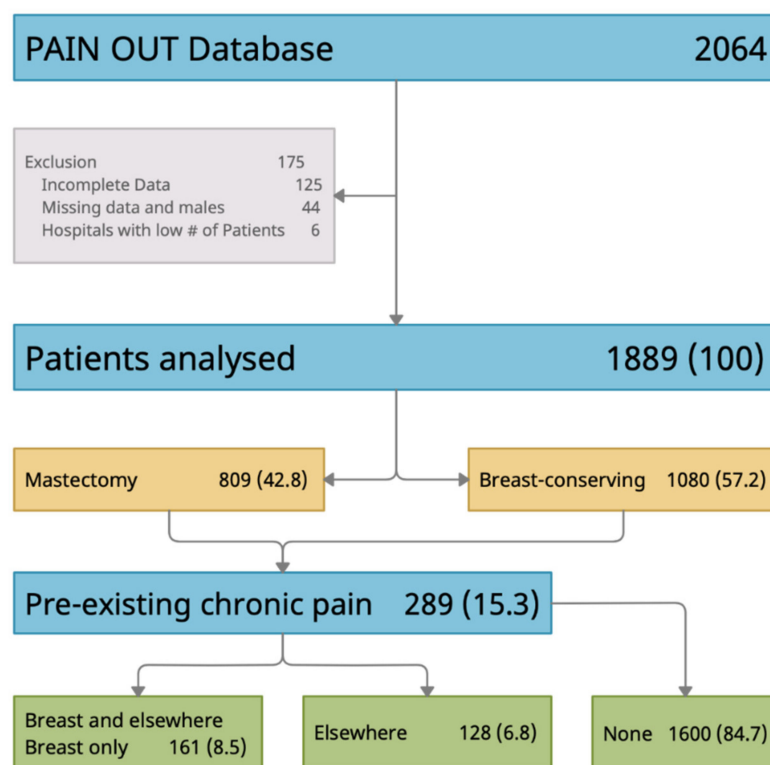 PAIN OUT Database 2064
Exclusion 175
Incomplete Data 125
Missing data and males 44
Hospitals with low # of Patients 6
Patients analysed 1889 (100)
Mastectomy 809 (42.8)
Breast-conserving 1080 (57.2)
Pre-existing chronic pain 289 (15.3)
Breast and elsewhere
Breast only 161 (8.5)
Elsewhere 128 (6.8)
None 1600 (84.7)